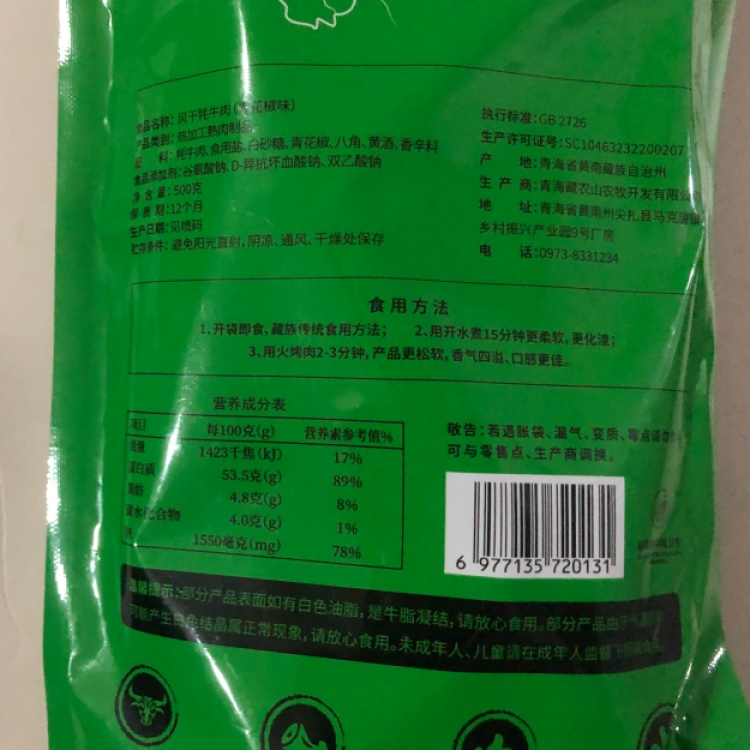 食品名称：风干牦牛肉（青花椒味）
产品类别：热加工熟肉制品
配 料：牦牛肉、食用盐、白砂糖、青花椒、八角、黄酒、香辛料
食品添加剂：谷氨酸钠、D-异抗坏血酸钠、双乙酸钠
净 含 量：500克
保 质 期：12个月
生产日期：见喷码
贮存条件：避免阳光直射，阴凉、通风、干燥处保存
执行标准：GB 2726
生产许可证号：SC10463232200207
产 地：青海省黄南藏族自治州
生 产 商：青海藏农山农牧开发有限公
地 址：青海省黄南州尖扎县马克唐镇
乡村振兴产业园9号厂房
电 话：0973-8331234
食用方法
1、开袋即食，藏族传统食用方法； 2、用开水煮15分钟更柔软，更化渣；
3、用火烤肉2-3分钟，产品更松软，香气四溢、口感更佳。
营养成分表
项目 每100克(g) 营养素参考值%
能量 1423千焦(kJ) 17%
蛋白质 53.5克(g) 89%
脂肪 4.8克(g) 8%
碳水化合物 4.0克(g) 1%
钠 1550毫克(mg) 78%
敬告：若遇胀袋、漏气、变质、霉点请勿
可与零售点、生产商调换。
6 977135 720131
温馨提示：部分产品表面如有白色油脂，是牛脂凝结，请放心食用。部分产品由于
可能产生白色结晶属正常现象，请放心食用。未成年人、儿童请在成年人监督下